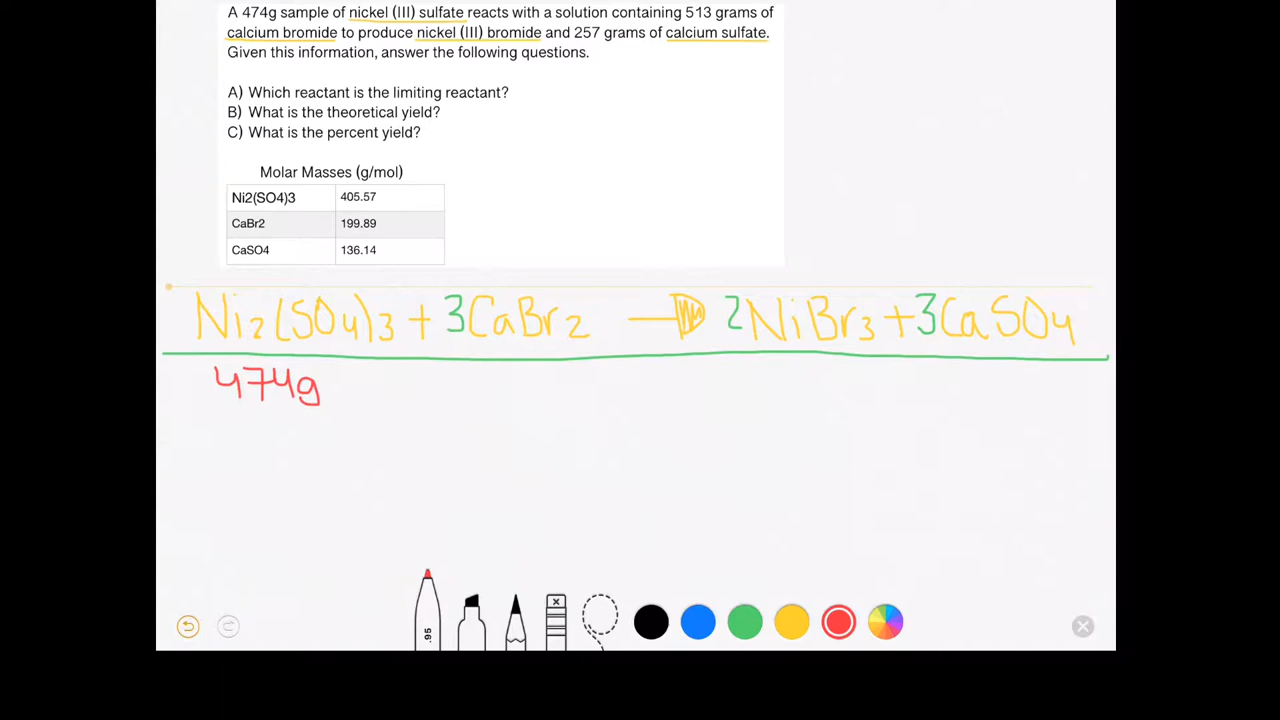 A 474g sample of nickel (III) sulfate reacts with a solution containing 513 grams of
calcium bromide to produce nickel (III) bromide and 257 grams of calcium sulfate.
Given this information, answer the following questions.
A) Which reactant is the limiting reactant?
B) What is the theoretical yield?
C) What is the percent yield?
Molar Masses (g/mol)
Ni2(SO4)3 405.57
CaBr2 199.89
CaSO4 136.14
Ni2(SO4)3 + 3CaBr2 → 2NiBr3 + 3CaSO4
474g
.95